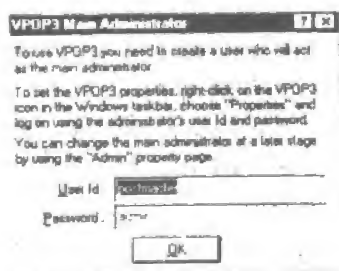 VPOP3 Main Administrator
To use VPOP3 you need to create a user who will act
as the main administrator.
To set the VPOP3 properties, right-click on the VPOP3
icon in the Windows taskbar, choose "Properties" and
log on using the administrator's user Id and password.
You can change the main administrator at a later stage
by using the "Admin" property page.
User Id
postmaster
Password
admin
OK